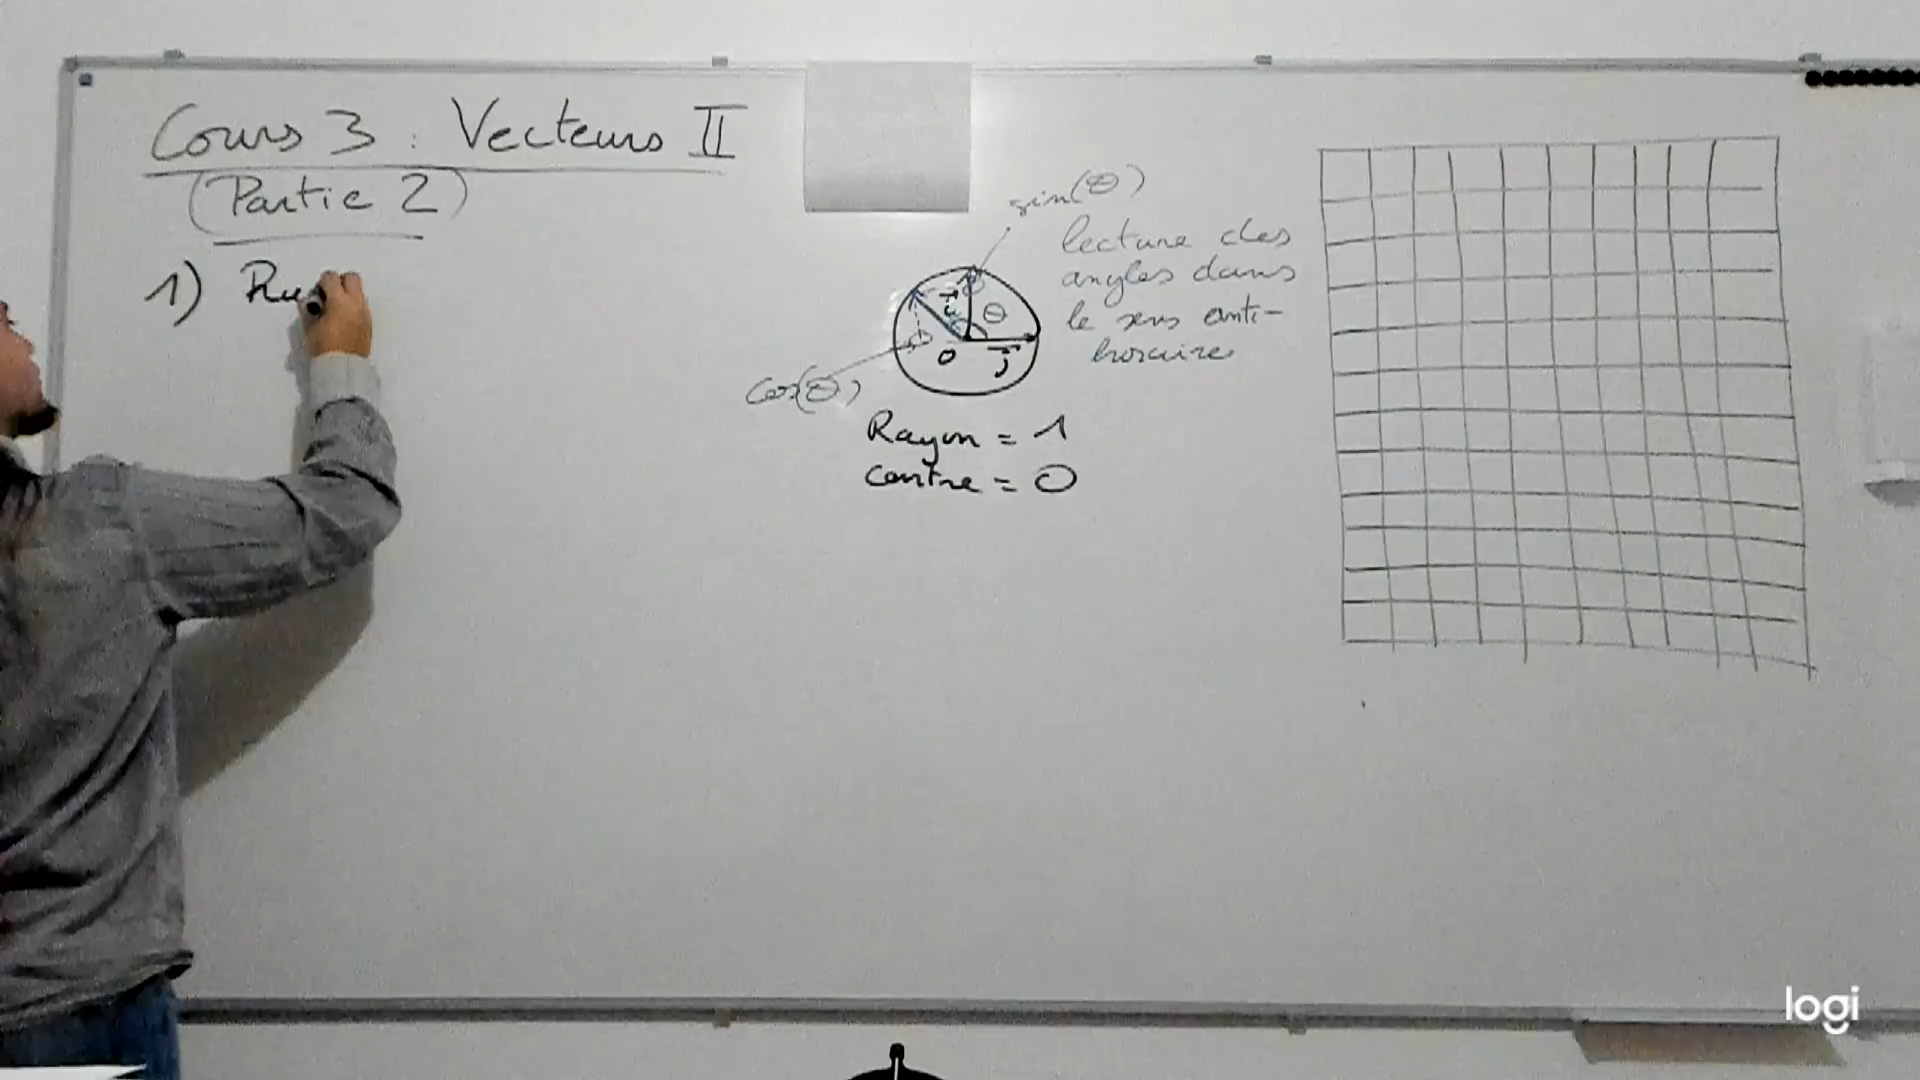 Cours 3 : Vecteurs II
(Partie 2)
1) Ru
sin(θ)
lecture des
angles dans
le sens anti-
horaire
θ
O
j
cos(θ)
Rayon = 1
centre = O
logi